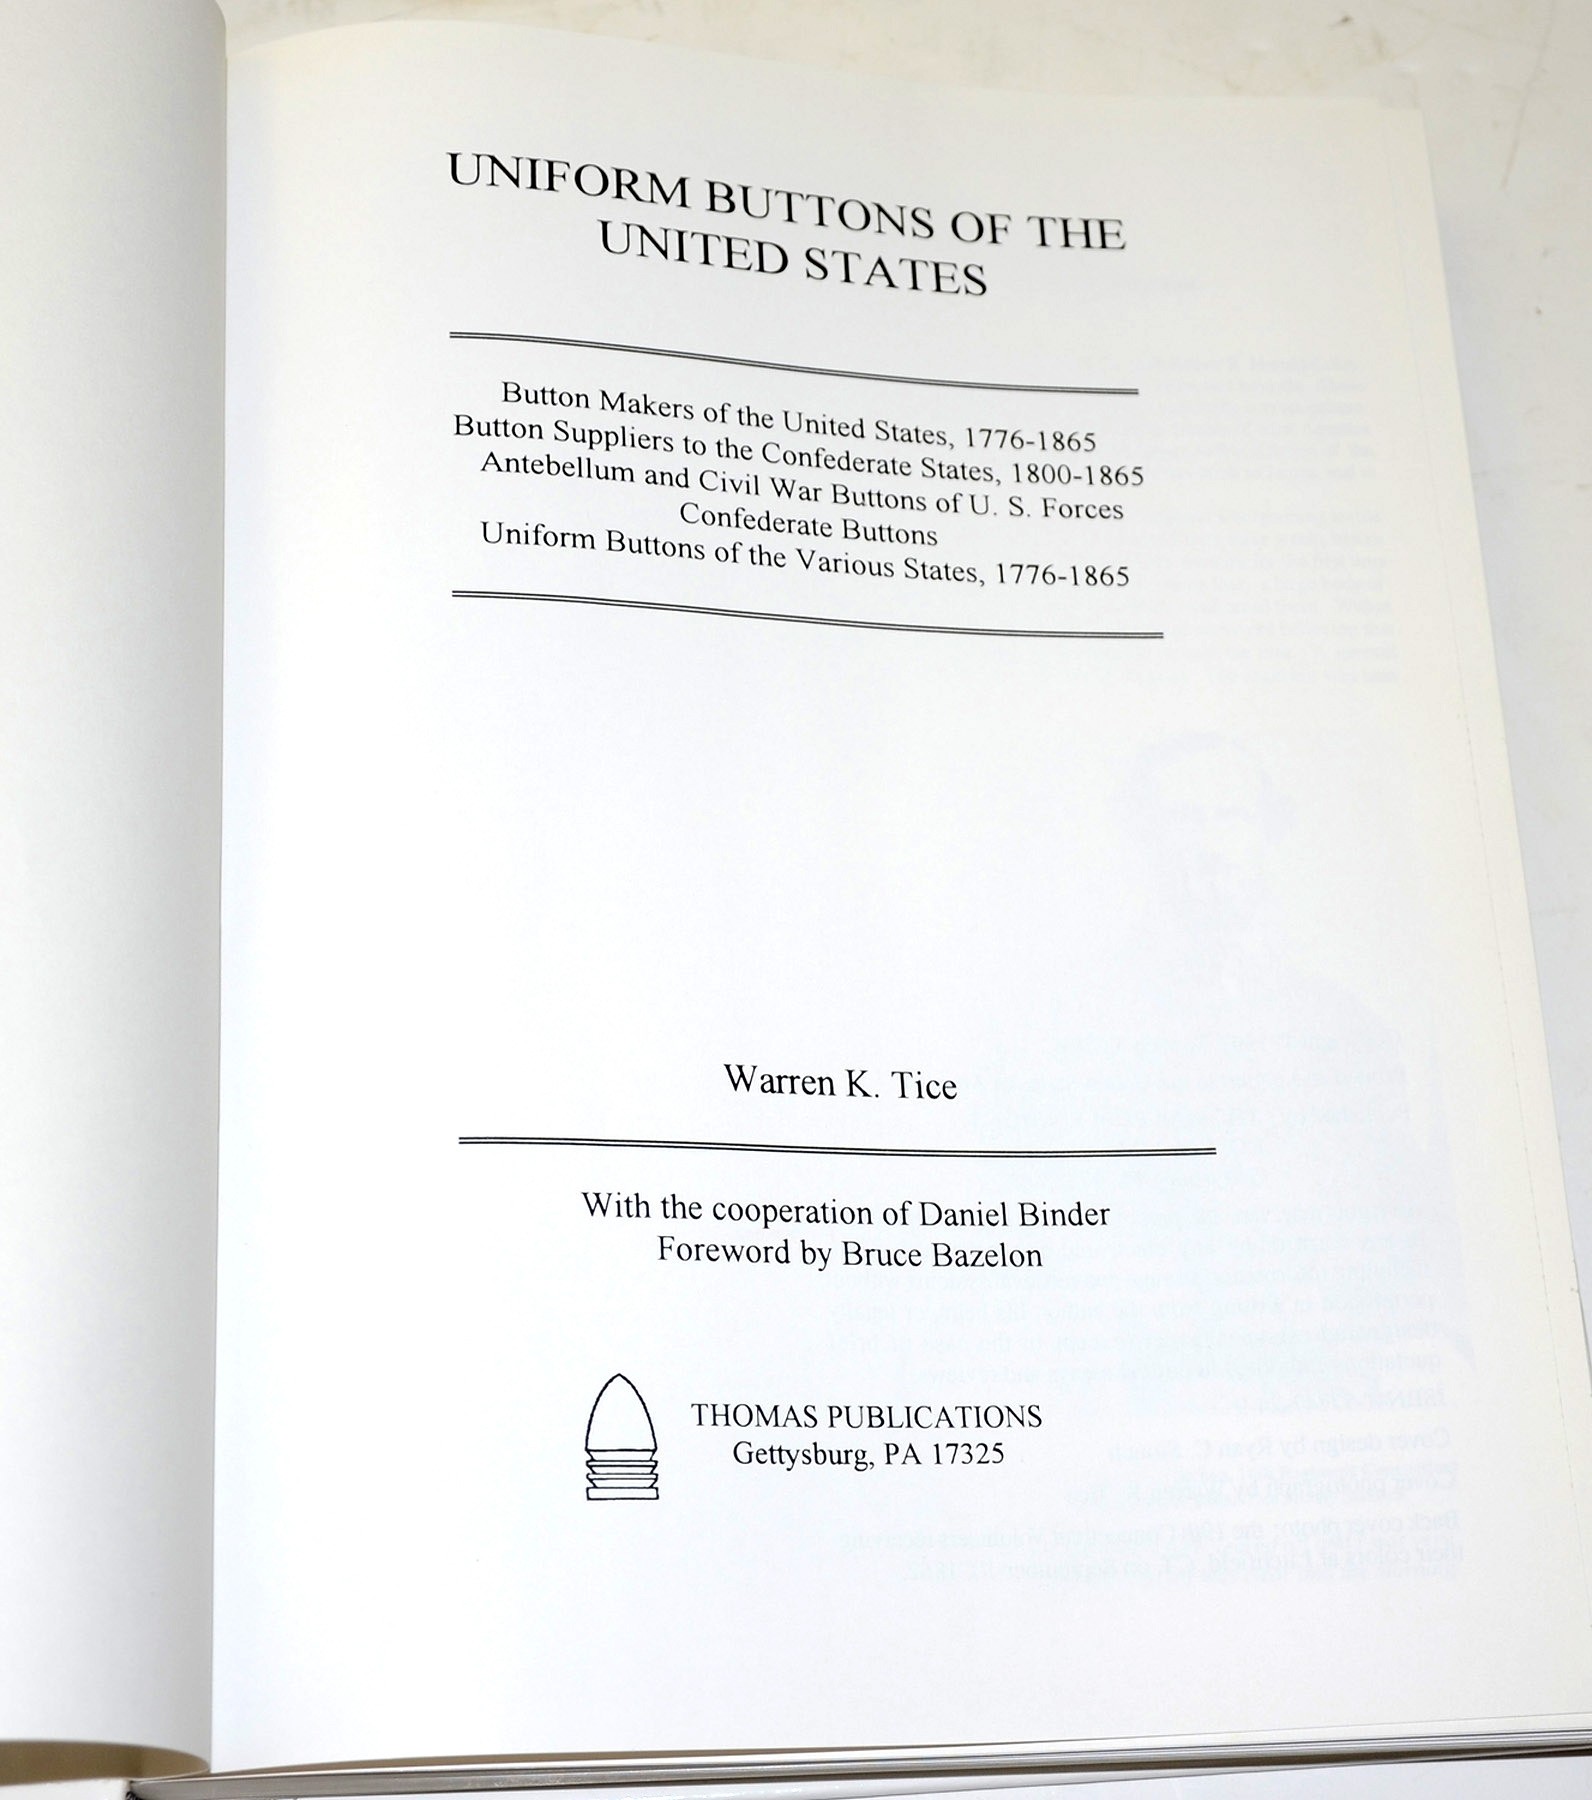 UNIFORM BUTTONS OF THE
UNITED STATES
Button Makers of the United States, 1776-1865
Button Suppliers to the Confederate States, 1800-1865
Antebellum and Civil War Buttons of U. S. Forces
Confederate Buttons
Uniform Buttons of the Various States, 1776-1865
Warren K. Tice
With the cooperation of Daniel Binder
Foreword by Bruce Bazelon
THOMAS PUBLICATIONS
Gettysburg, PA 17325